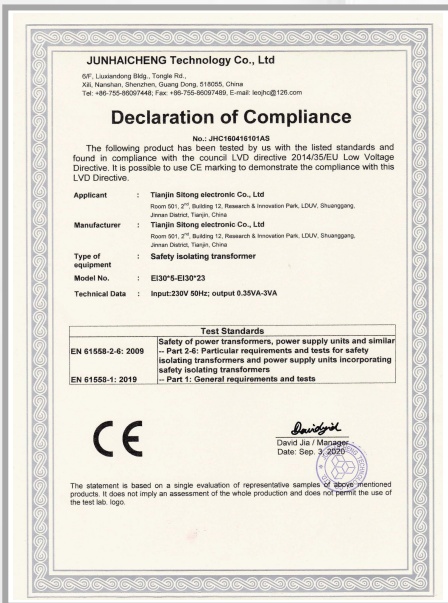 JUNHAICHENG Technology Co., Ltd
6/F, Liuxiandong Bldg., Tongle Rd.,
Xili, Nanshan, Shenzhen, Guang Dong, 518055, China
Tel: +86-755-86097448; Fax: +86-755-86097489, E-mail: leojhc@126.com
Declaration of Compliance
No.: JHC160416101AS
The following product has been tested by us with the listed standards and
found in compliance with the council LVD directive 2014/35/EU Low Voltage
Directive. It is possible to use CE marking to demonstrate the compliance with this
LVD Directive.
Applicant : Tianjin Sitong electronic Co., Ltd
Room 501, 2nd, Building 12, Research & Innovation Park, LDUV, Shuanggang,
Jinnan District, Tianjin, China
Manufacturer : Tianjin Sitong electronic Co., Ltd
Room 501, 2nd, Building 12, Research & Innovation Park, LDUV, Shuanggang,
Jinnan District, Tianjin, China
Type of : Safety isolating transformer
equipment
Model No. : EI30*5-EI30*23
Technical Data : Input:230V 50Hz; output 0.35VA-3VA
Test Standards
Safety of power transformers, power supply units and similar
EN 61558-2-6: 2009 -- Part 2-6: Particular requirements and tests for safety
isolating transformers and power supply units incorporating
safety isolating transformers
EN 61558-1: 2019 -- Part 1: General requirements and tests
CE
David Jia / Manager
Date: Sep. 3, 2020
The statement is based on a single evaluation of representative samples of above mentioned
products. It does not imply an assessment of the whole production and does not permit the use of
the test lab. logo.